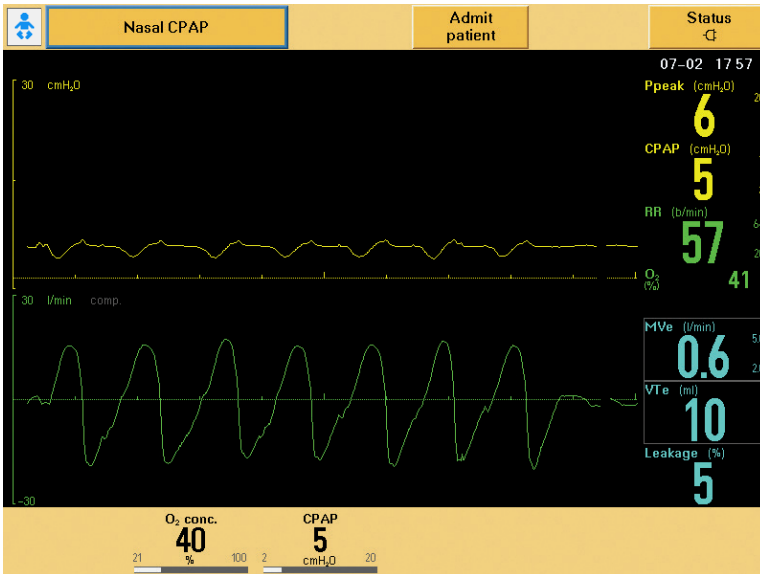 Nasal CPAP
Admit
patient
Status
07-02 17 57
30 cmH₂O
Ppeak (cmH₂O)
6
CPAP (cmH₂O)
5
RR (b/min)
57
O₂
(%)
41
30 l/min comp.
-30
MVe (l/min)
0.6
VTe (ml)
10
Leakage (%)
5
O₂ conc.
40
21 % 100
CPAP
5
2 cmH₂O 20